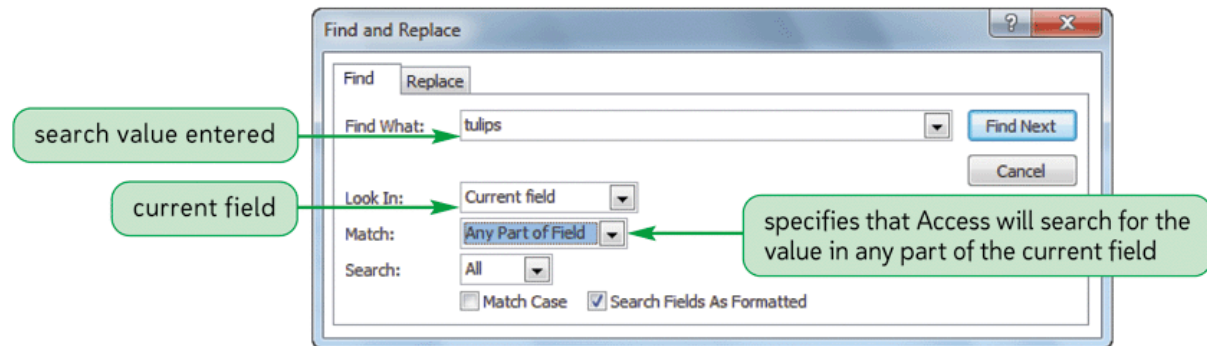 Find and Replace
Find Replace
search value entered
Find What: tulips Find Next
Cancel
current field
Look In: Current field
Match: Any Part of Field
specifies that Access will search for the
value in any part of the current field
Search: All
Match Case Search Fields As Formatted